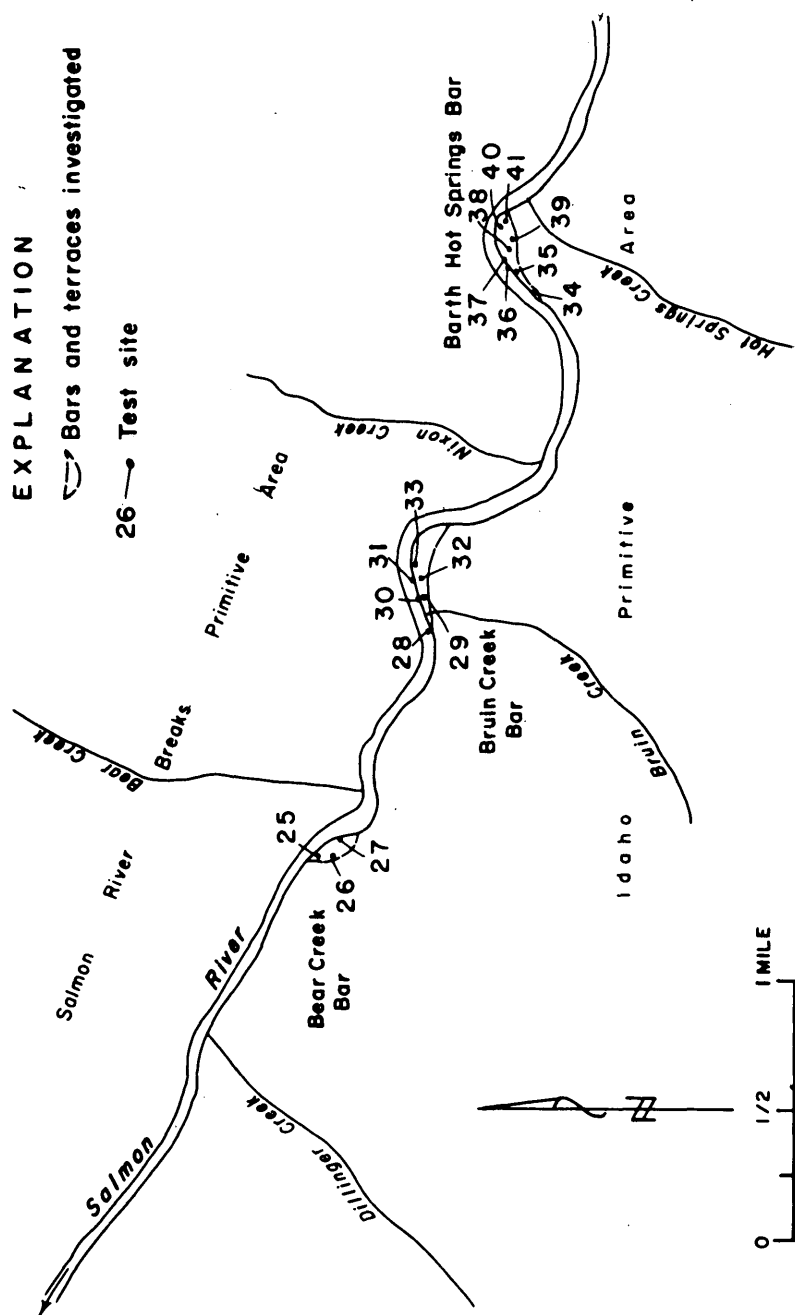 EXPLANATION
Bars and terraces investigated
26 Test site
Salmon River Breaks Primitive Area
Bear Creek
Nixon Creek
Barth Hot Springs Bar
37
38
40
36
41
35
39
34
Hot Springs Creek
31
33
30
32
28
29
Bruin Creek
Bar
Bruin Creek
25
26
27
Bear Creek
Bar
Salmon River
Dillinger Creek
Idaho Primitive Area
N
0 1/2 1 MILE